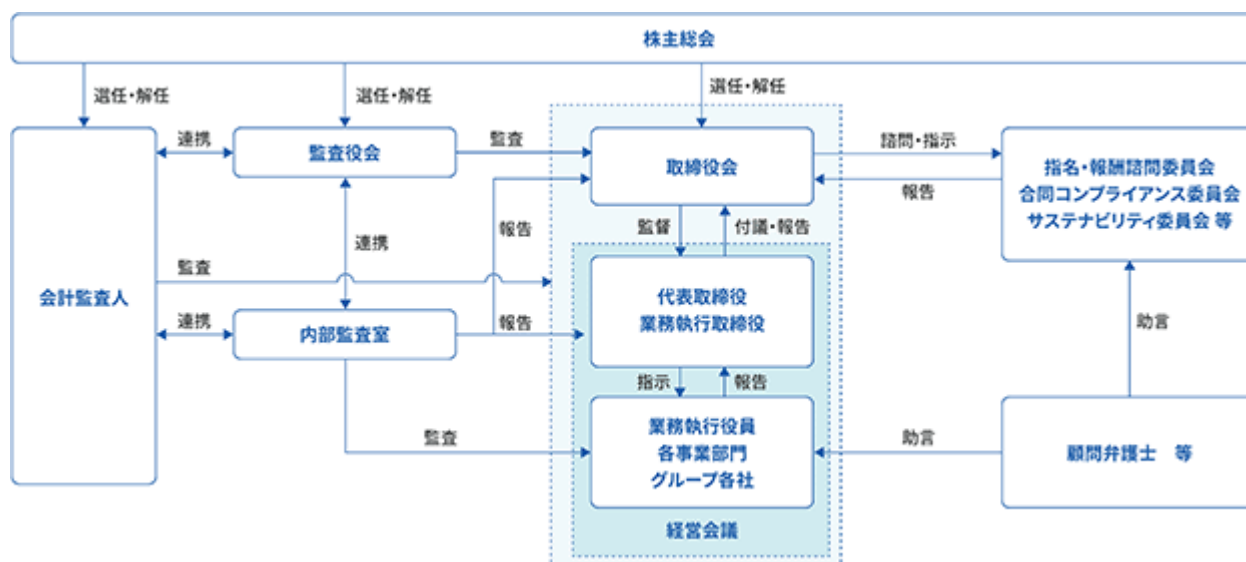 株主総会
選任・解任
選任・解任
選任・解任
連携
監査役会
監査
取締役会
諮問・指示
報告
指名・報酬諮問委員会
合同コンプライアンス委員会
サステナビリティ委員会 等
報告
連携
監督
付議・報告
監査
会計監査人
代表取締役
業務執行取締役
連携
内部監査室
報告
助言
指示
報告
監査
業務執行役員
各事業部門
グループ各社
助言
顧問弁護士　等
経営会議